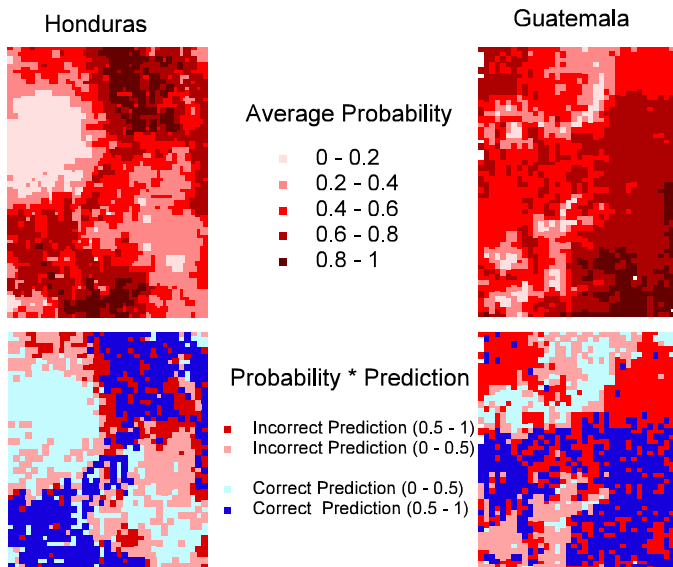 Honduras
Guatemala
Average Probability
0 - 0.2
0.2 - 0.4
0.4 - 0.6
0.6 - 0.8
0.8 - 1
Probability * Prediction
Incorrect Prediction (0.5 - 1)
Incorrect Prediction (0 - 0.5)
Correct Prediction (0 - 0.5)
Correct Prediction (0.5 - 1)